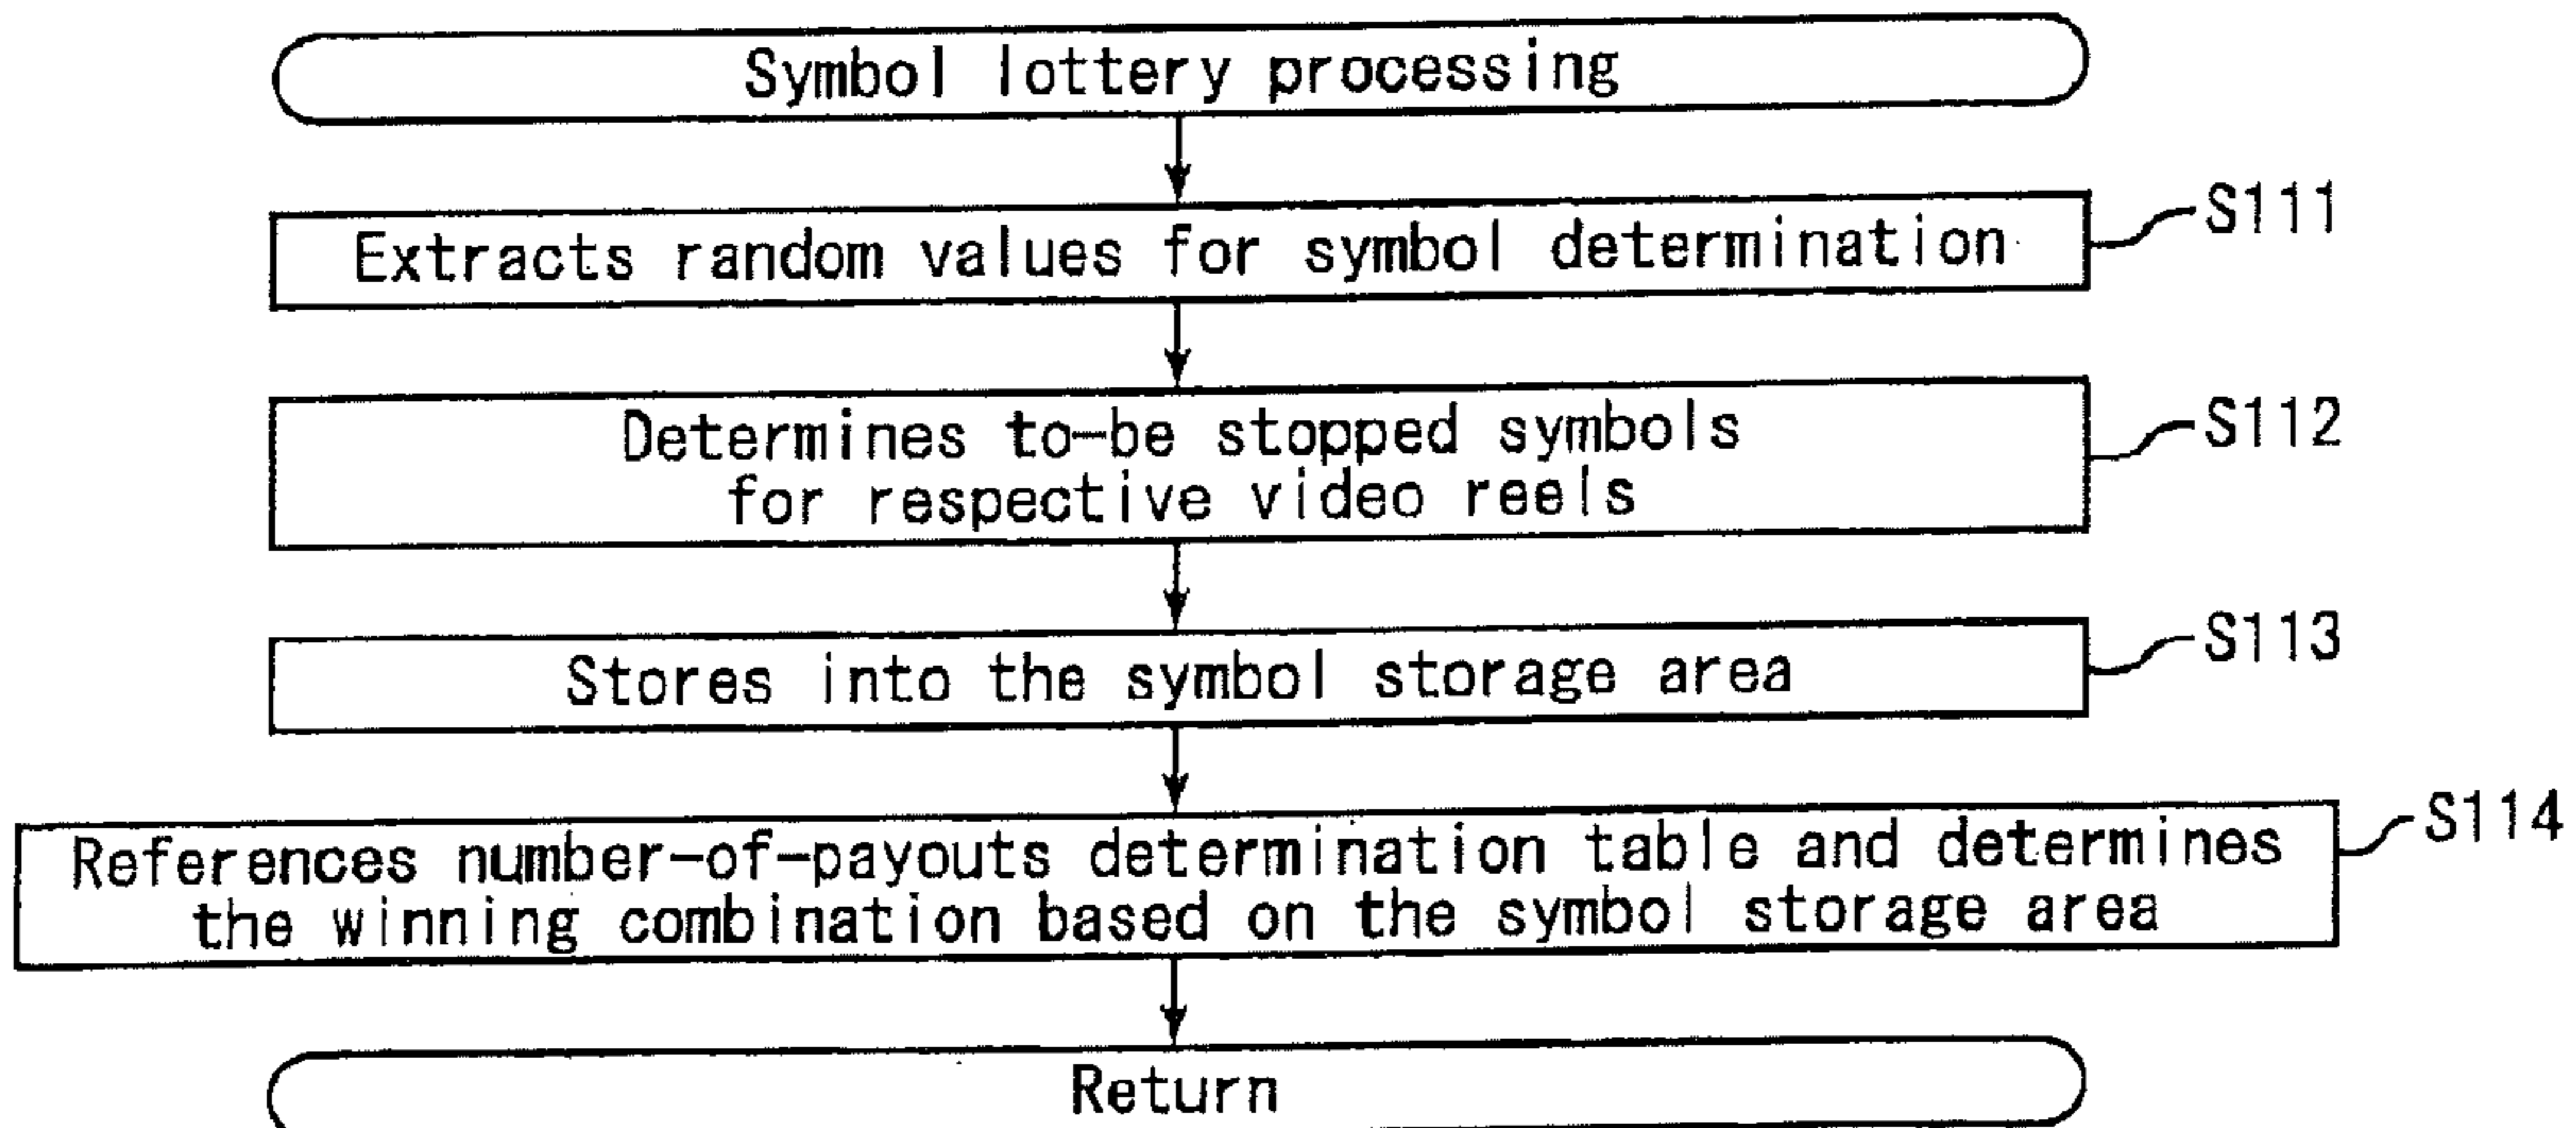 Symbol lottery processing
Extracts random values for symbol determination
S111
Determines to-be stopped symbols
for respective video reels
S112
Stores into the symbol storage area
S113
References number-of-payouts determination table and determines
the winning combination based on the symbol storage area
S114
Return